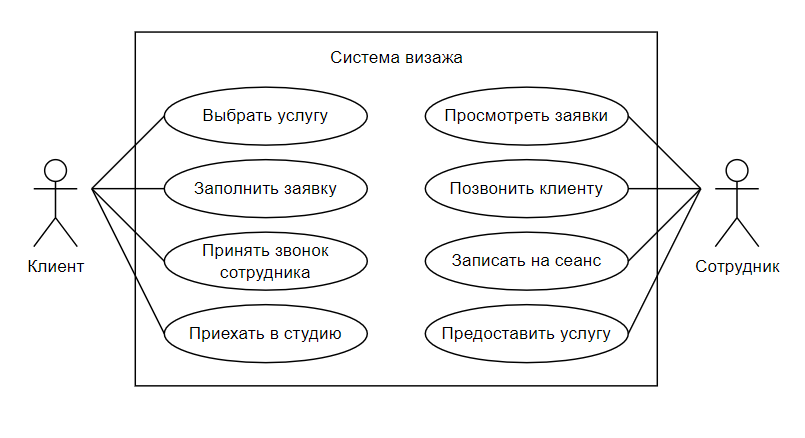 Система визажа
Выбрать услугу
Просмотреть заявки
Заполнить заявку
Позвонить клиенту
Принять звонок
сотрудника
Записать на сеанс
Клиент
Сотрудник
Приехать в студию
Предоставить услугу